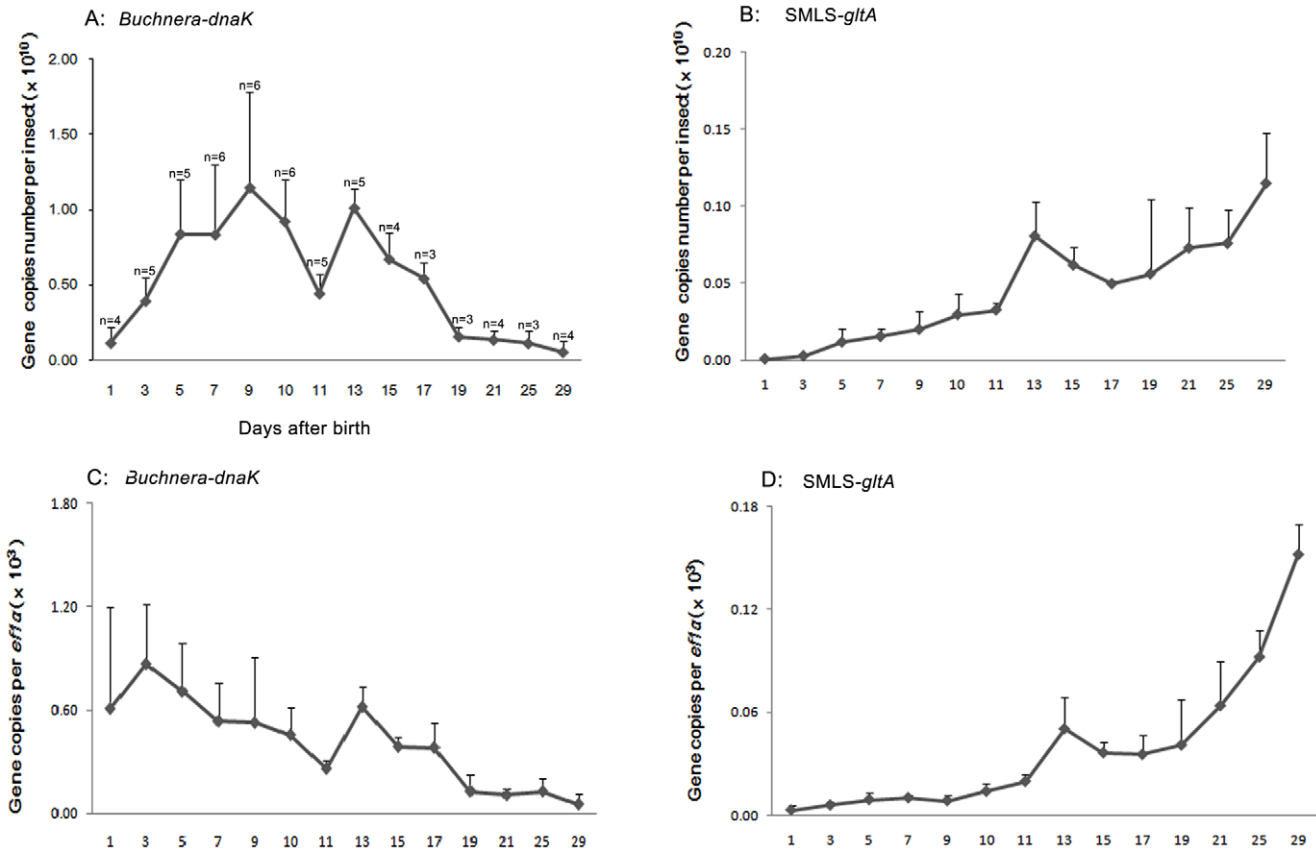 A: Buchnera-dnaK
Gene copies number per insect (× 10¹⁰)
2.00
1.50
1.00
0.50
0.00
n=4
n=5
n=5
n=6
n=6
n=6
n=5
n=5
n=4
n=3
n=3
n=4
n=3
n=4
1 3 5 7 9 10 11 13 15 17 19 21 25 29
Days after birth
B: SMLS-gltA
Gene copies number per insect (× 10¹⁰)
0.20
0.15
0.10
0.05
0.00
1 3 5 7 9 10 11 13 15 17 19 21 25 29
C: Buchnera-dnaK
Gene copies per ef1α (× 10³)
1.80
1.20
0.60
0.00
1 3 5 7 9 10 11 13 15 17 19 21 25 29
D: SMLS-gltA
Gene copies per ef1α (× 10³)
0.18
0.12
0.06
0.00
1 3 5 7 9 10 11 13 15 17 19 21 25 29